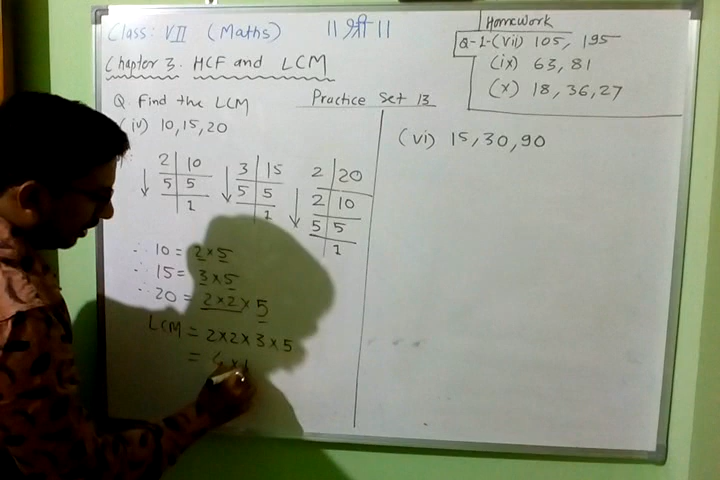 Class: VII (Maths) || श्री ||
Chapter 3. HCF and LCM
Q. Find the LCM Practice Set 13
(iv) 10, 15, 20
2 | 10
5 | 5
1
3 | 15
5 | 5
1
2 | 20
2 | 10
5 | 5
1
∴ 10 = 2 × 5
∴ 15 = 3 × 5
∴ 20 = 2 × 2 × 5
LCM = 2 × 2 × 3 × 5
= 4 × 1
(vi) 15, 30, 90
Homework
Q-1-(vii) 105, 195
(ix) 63, 81
(x) 18, 36, 27